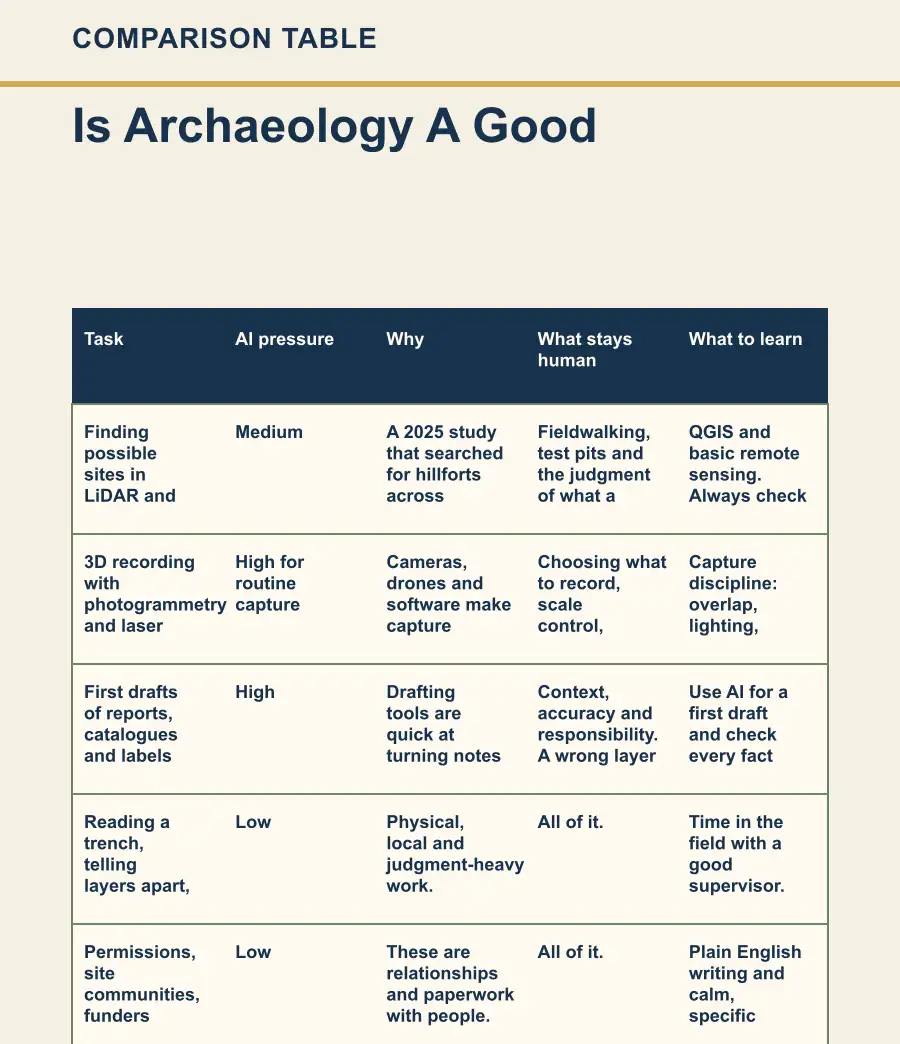 COMPARISON TABLE
Is Archaeology A Good
Task
AI pressure
Why
What stays
human
What to learn
Finding
possible
sites in
LiDAR and
Medium
A 2025 study
that searched
for hillforts
across
Fieldwalking,
test pits and
the judgment
of what a
QGIS and
basic remote
sensing.
Always check
3D recording
with
photogrammetry
and laser
High for
routine
capture
Cameras,
drones and
software make
capture
Choosing what
to record,
scale
control,
Capture
discipline:
overlap,
lighting,
First drafts
of reports,
catalogues
and labels
High
Drafting
tools are
quick at
turning notes
Context,
accuracy and
responsibility.
A wrong layer
Use AI for a
first draft
and check
every fact
Reading a
trench,
telling
layers apart,
Low
Physical,
local and
judgment-heavy
work.
All of it.
Time in the
field with a
good
supervisor.
Permissions,
site
communities,
funders
Low
These are
relationships
and paperwork
with people.
All of it.
Plain English
writing and
calm,
specific